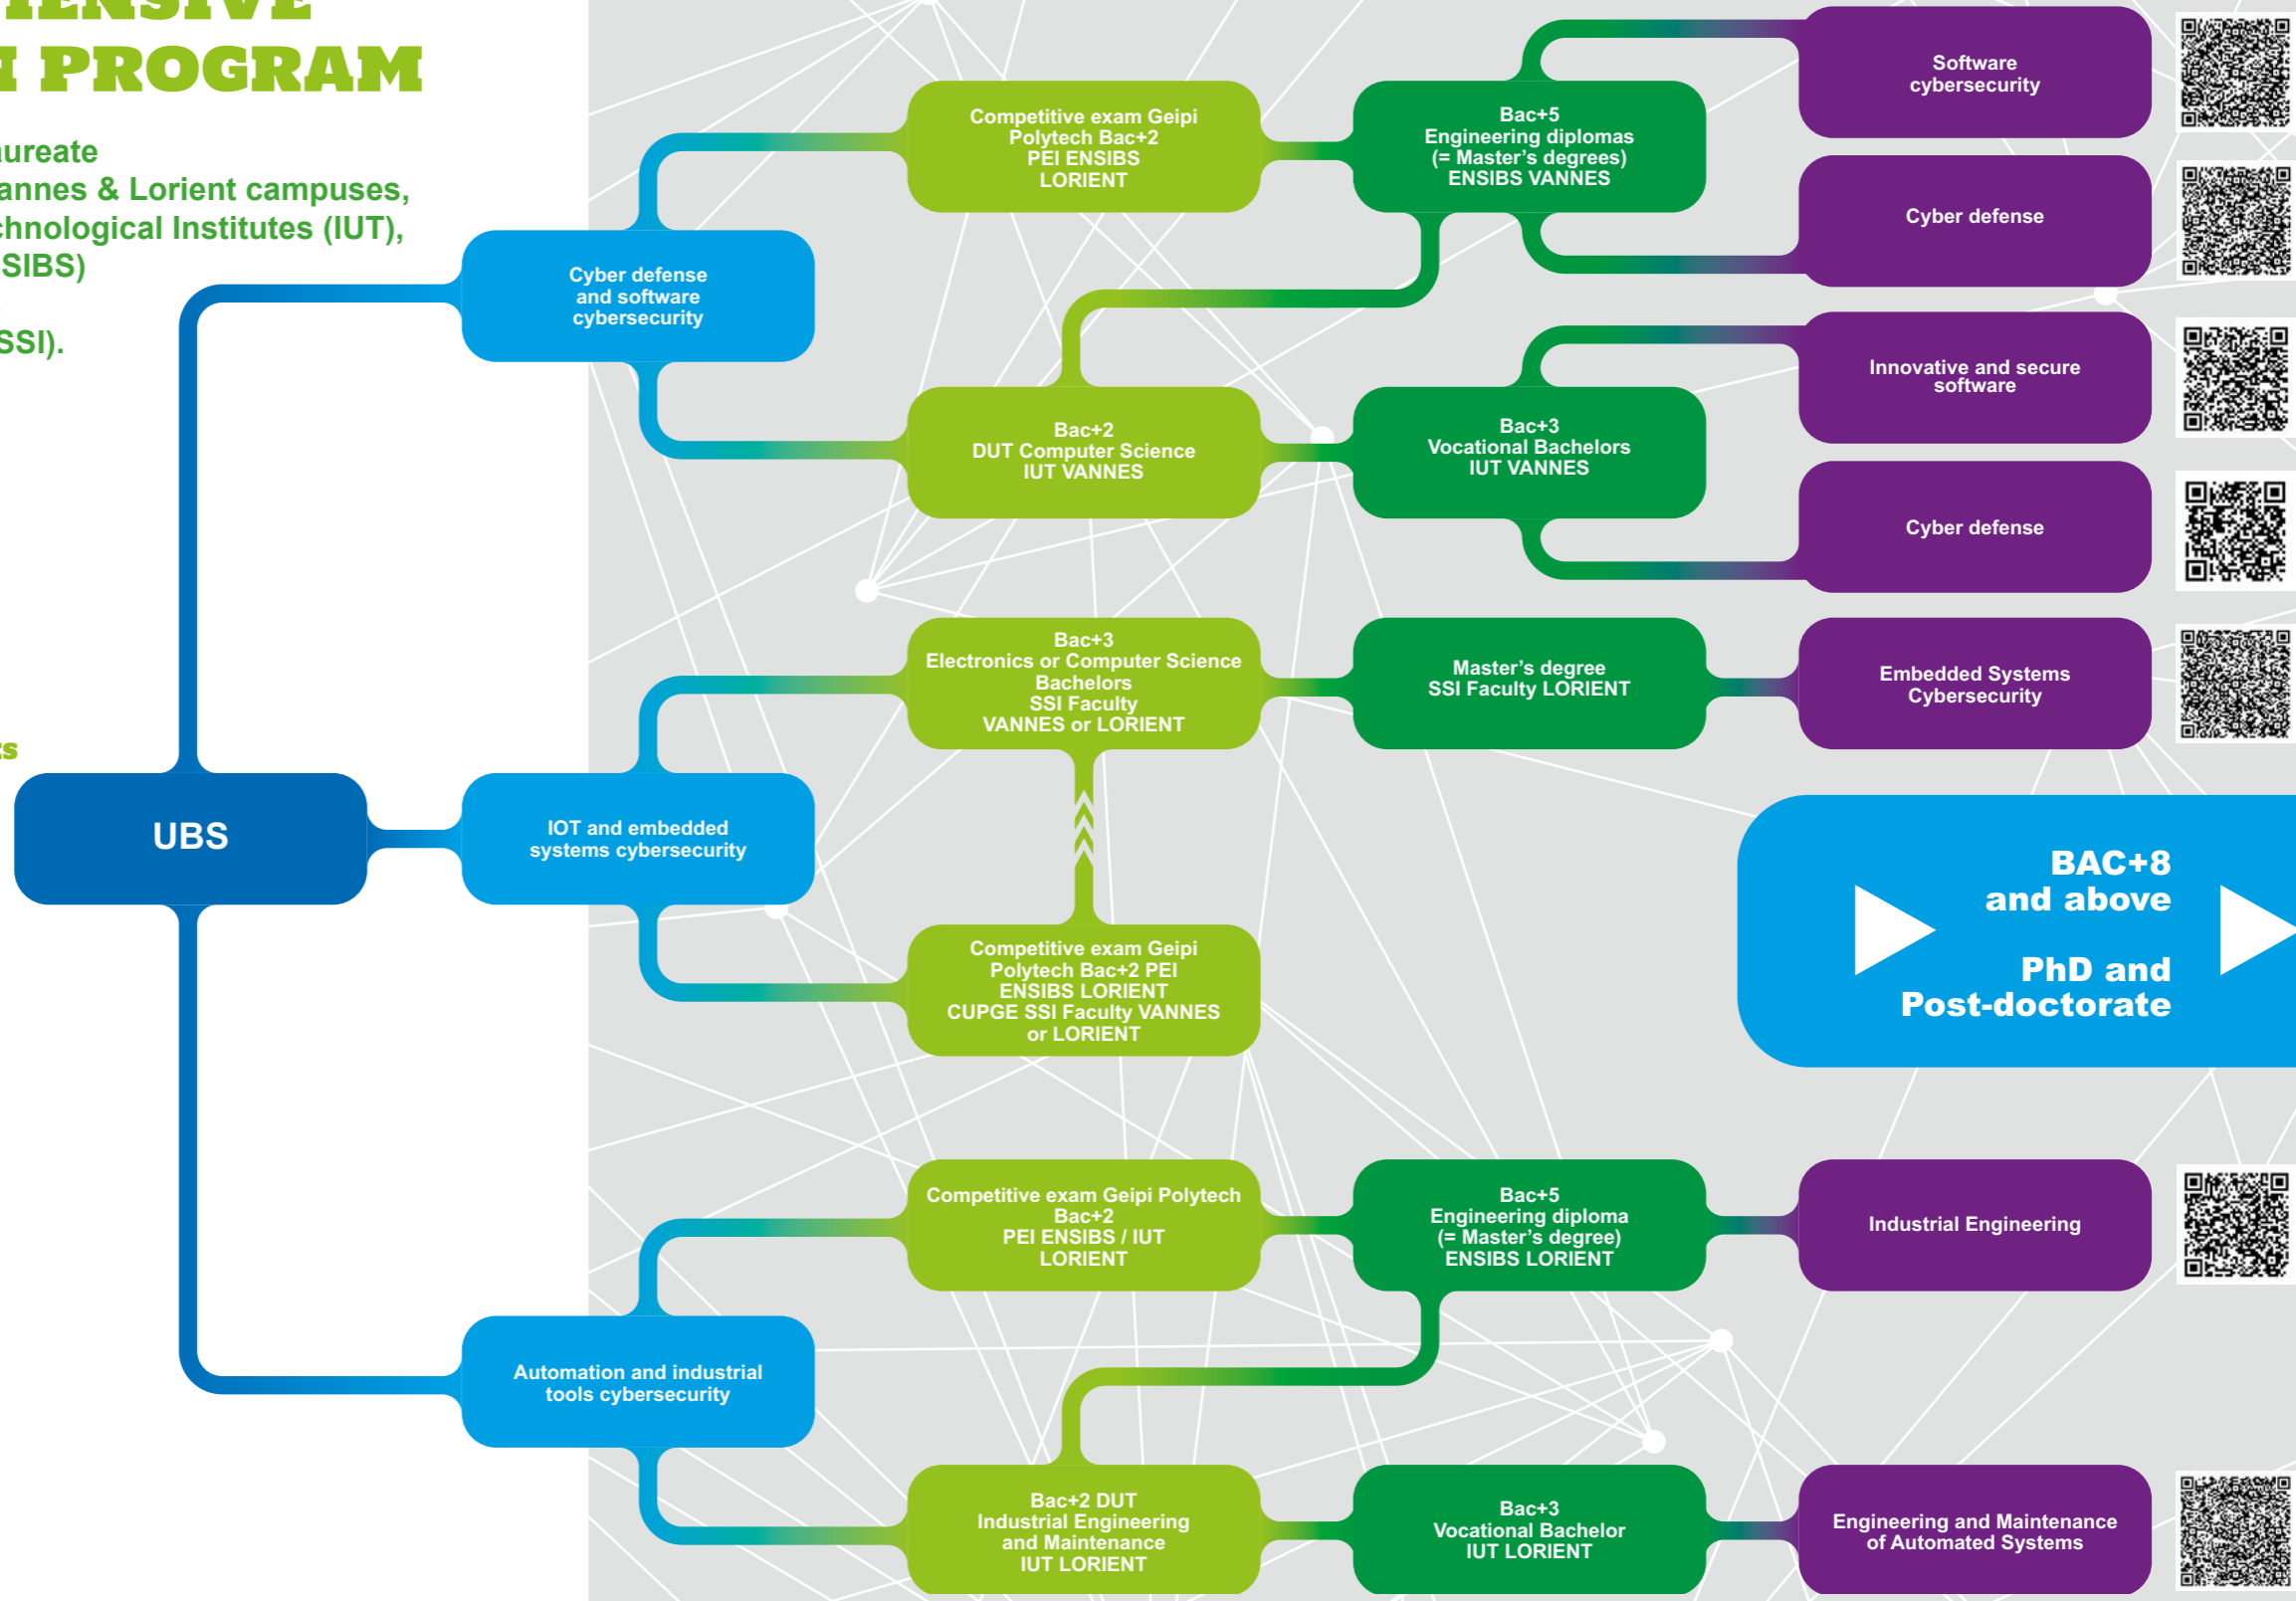 PROGRAM
Vannes & Lorient campuses,
Technological Institutes (IUT),
SIBS)
SSI).
UBS
Cyber defense
and software
cybersecurity
IOT and embedded
systems cybersecurity
Automation and industrial
tools cybersecurity
Competitive exam Geipi
Polytech Bac+2
PEI ENSIBS
LORIENT
Bac+5
Engineering diplomas
(= Master's degrees)
ENSIBS VANNES
Software
cybersecurity
Cyber defense
Bac+2
DUT Computer Science
IUT VANNES
Bac+3
Vocational Bachelors
IUT VANNES
Innovative and secure
software
Cyber defense
Bac+3
Electronics or Computer Science
Bachelors
SSI Faculty
VANNES or LORIENT
Master's degree
SSI Faculty LORIENT
Embedded Systems
Cybersecurity
Competitive exam Geipi
Polytech Bac+2 PEI
ENSIBS LORIENT
CUPGE SSI Faculty VANNES
or LORIENT
BAC+8
and above
PhD and
Post-doctorate
Competitive exam Geipi Polytech
Bac+2
PEI ENSIBS / IUT
LORIENT
Bac+5
Engineering diploma
(= Master's degree)
ENSIBS LORIENT
Industrial Engineering
Bac+2 DUT
Industrial Engineering
and Maintenance
IUT LORIENT
Bac+3
Vocational Bachelor
IUT LORIENT
Engineering and Maintenance
of Automated Systems